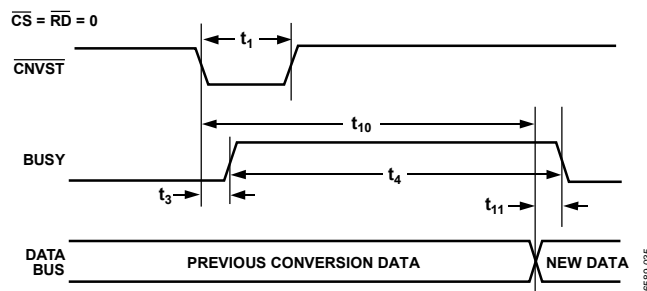 CS = RD = 0
t1
CNVST
t10
BUSY
t4
t3
t11
DATA
BUS
PREVIOUS CONVERSION DATA
NEW DATA